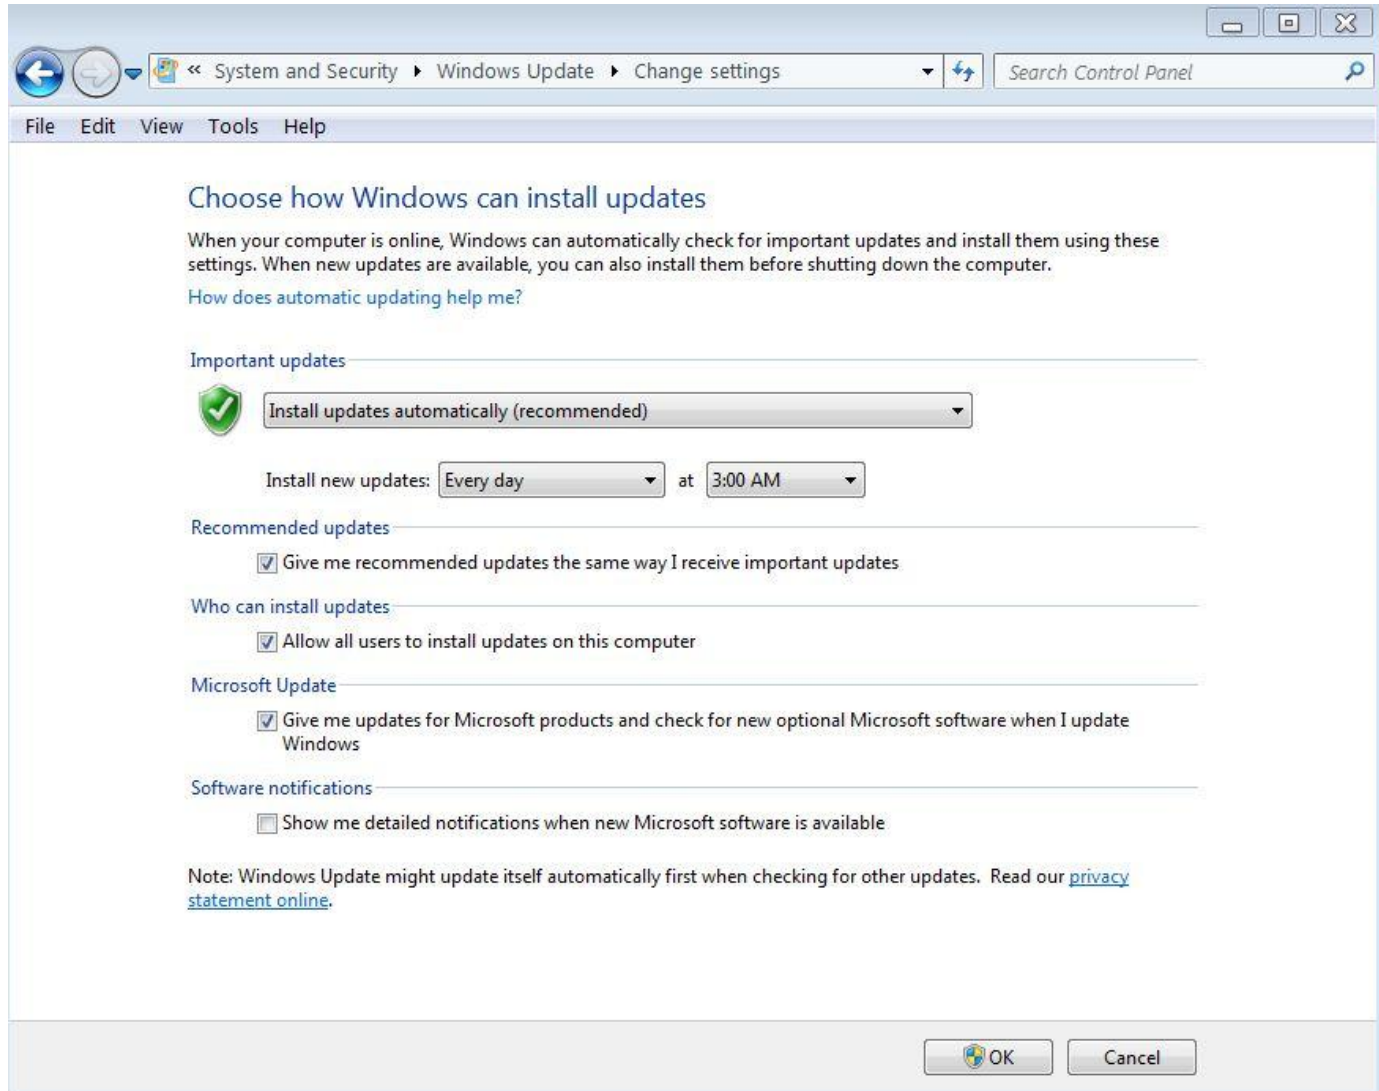 « System and Security ▸ Windows Update ▸ Change settings
Search Control Panel
File Edit View Tools Help
Choose how Windows can install updates
When your computer is online, Windows can automatically check for important updates and install them using these
settings. When new updates are available, you can also install them before shutting down the computer.
How does automatic updating help me?
Important updates
Install updates automatically (recommended)
Install new updates: Every day at 3:00 AM
Recommended updates
Give me recommended updates the same way I receive important updates
Who can install updates
Allow all users to install updates on this computer
Microsoft Update
Give me updates for Microsoft products and check for new optional Microsoft software when I update
Windows
Software notifications
Show me detailed notifications when new Microsoft software is available
Note: Windows Update might update itself automatically first when checking for other updates. Read our privacy
statement online.
OK Cancel